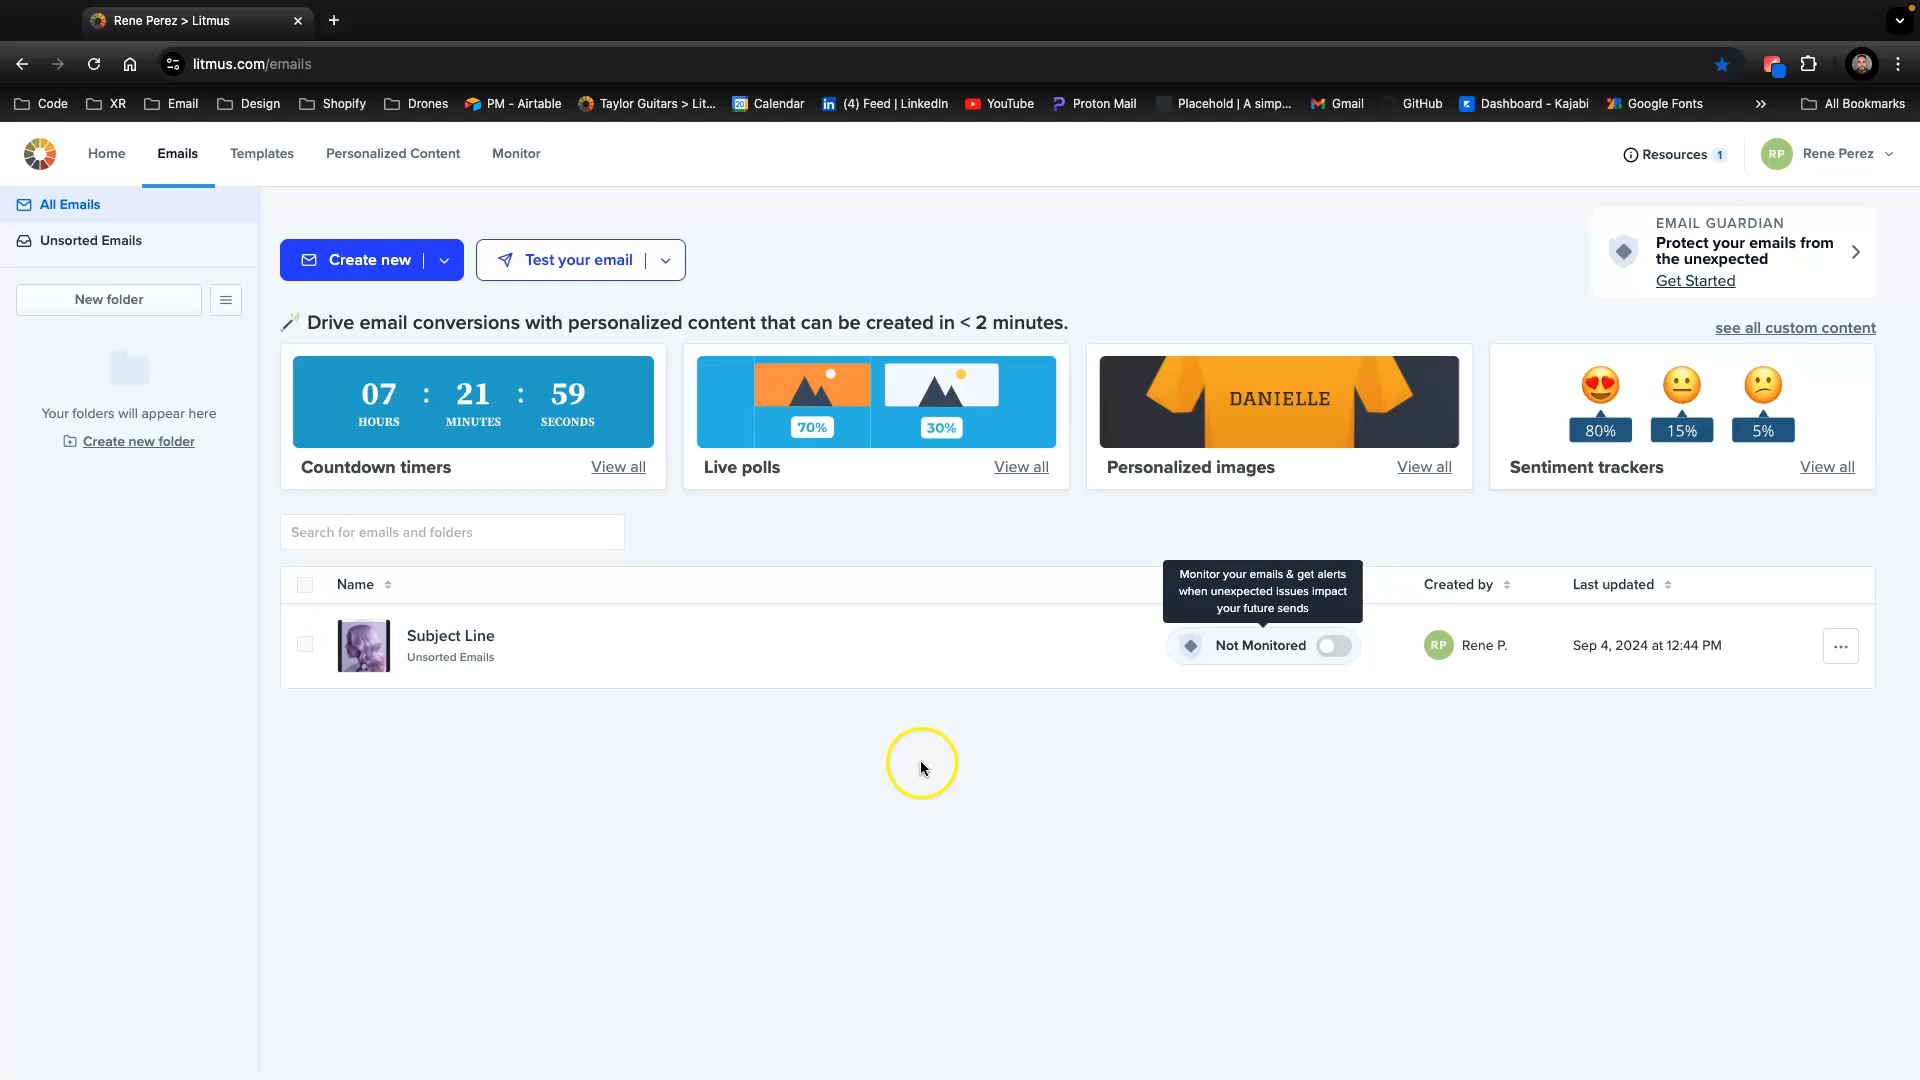 Rene Perez > Litmus
litmus.com/emails
Code
XR
Email
Design
Shopify
Drones
PM - Airtable
Taylor Guitars > Lit...
Calendar
(4) Feed | LinkedIn
YouTube
Proton Mail
Placehold | A simp...
Gmail
GitHub
Dashboard - Kajabi
Google Fonts
All Bookmarks
Home
Emails
Templates
Personalized Content
Monitor
Resources 1
RP Rene Perez
All Emails
Unsorted Emails
New folder
Your folders will appear here
Create new folder
Create new
Test your email
EMAIL GUARDIAN
Protect your emails from
the unexpected
Get Started
Drive email conversions with personalized content that can be created in < 2 minutes.
see all custom content
07 : 21 : 59
HOURS MINUTES SECONDS
Countdown timers View all
70% 30%
Live polls View all
DANIELLE
Personalized images View all
80% 15% 5%
Sentiment trackers View all
Search for emails and folders
Name
Monitor your emails & get alerts
when unexpected issues impact
your future sends
Created by
Last updated
Subject Line
Unsorted Emails
Not Monitored
RP Rene P.
Sep 4, 2024 at 12:44 PM